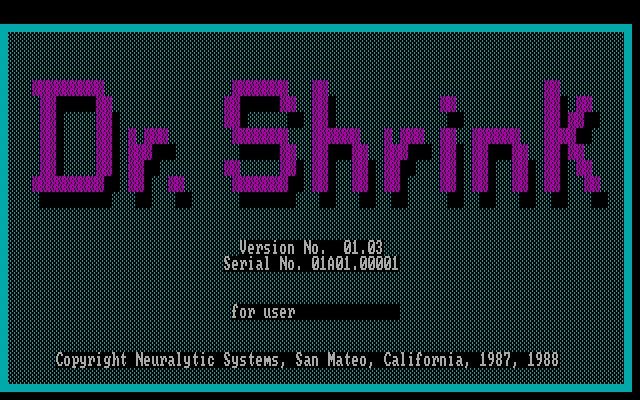 Dr. Shrink
Version No. 01.03
Serial No. 01A01.00001
for user
Copyright Neuralytic Systems, San Mateo, California, 1987, 1988